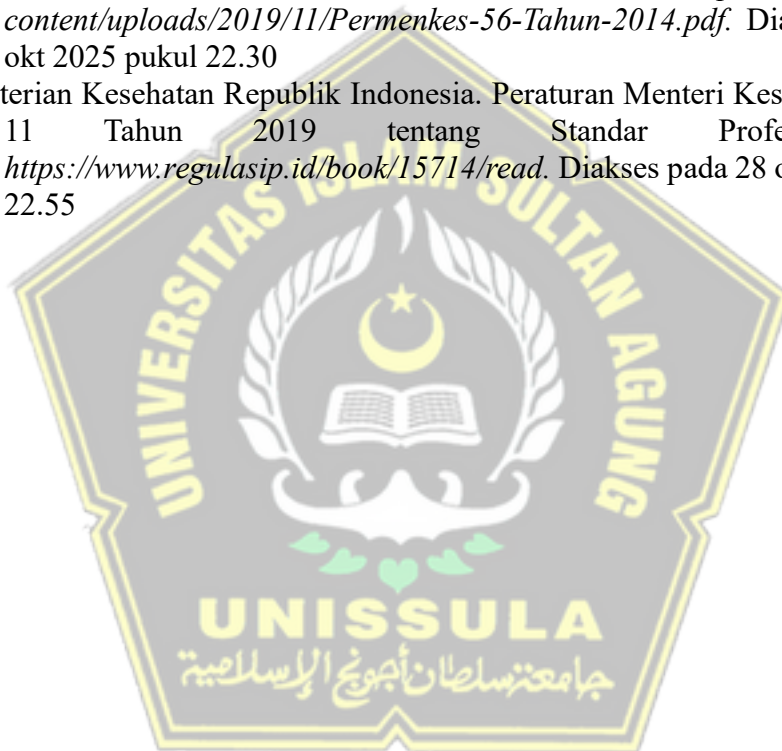 content/uploads/2019/11/Permenkes-56-Tahun-2014.pdf.
okt 2025 pukul 22.30
terian Kesehatan Republik Indonesia. Peraturan Menteri Kes
11 Tahun 2019 tentang Standar Profe
https://www.regulasip.id/book/15714/read. Diakses pada 28 o
22.55
UNIVERSITAS ISLAM SULTAN AGUNG
UNISSULA
جامعة سلطان أجونج الإسلامية